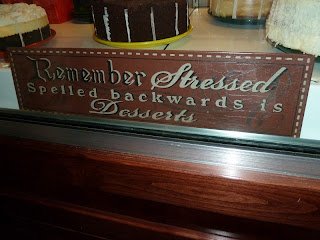 Remember Stressed
Spelled backwards is
Desserts